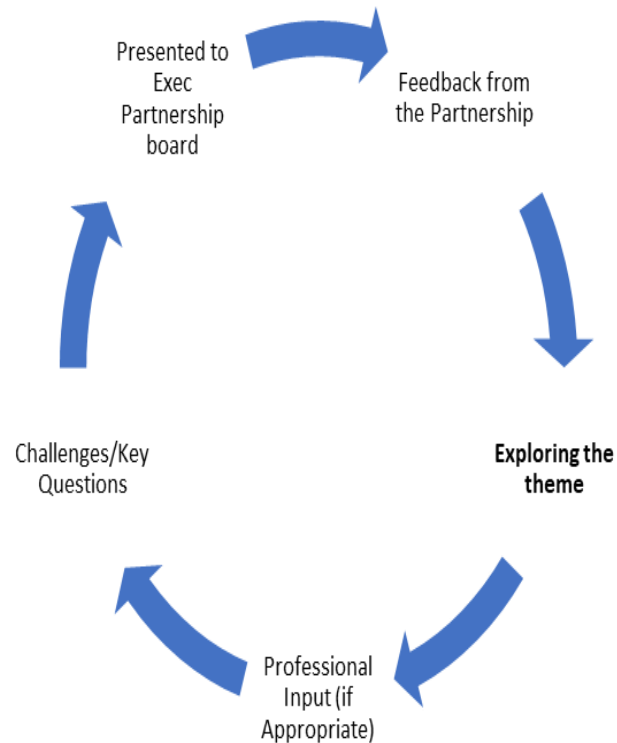 Presented to
Exec
Partnership
board
Feedback from
the Partnership
Exploring the
theme
Professional
Input (if
Appropriate)
Challenges/Key
Questions